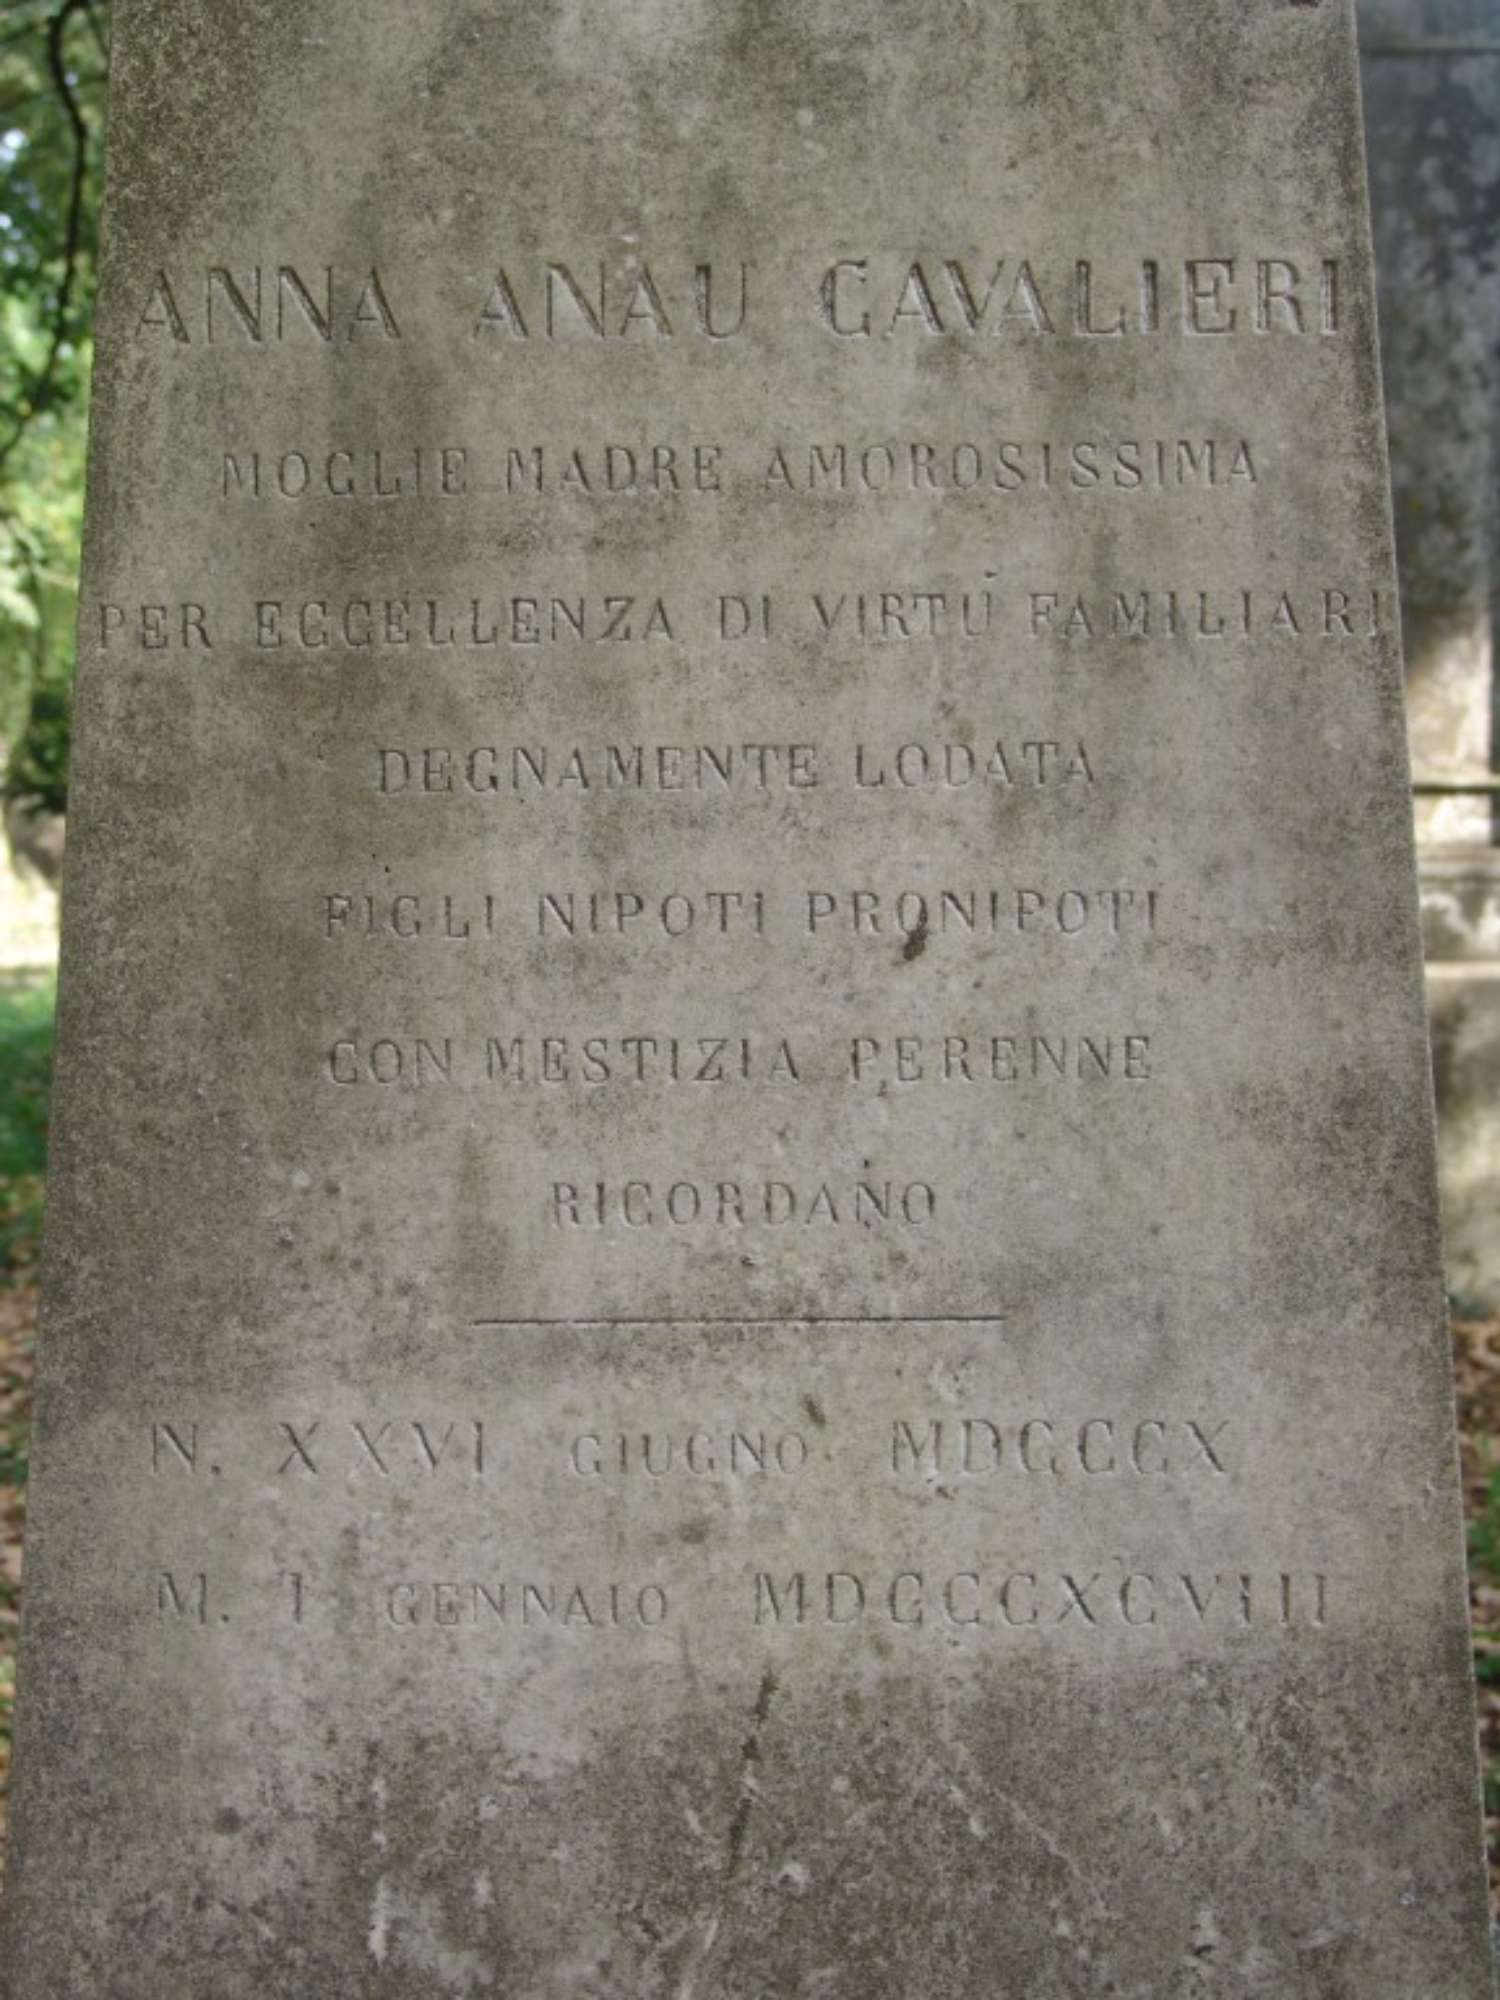 ANNA ANAU CAVALIERI
MOGLIE MADRE AMOROSISSIMA
PER ECCELLENZA DI VIRTÙ FAMILIARI
DEGNAMENTE LODATA
FIGLI NIPOTI PRONIPOTI
CON MESTIZIA PERENNE
RICORDANO
N. XXVI GIUGNO MDCCCX
M. I GENNAIO MDCCCXCVIII